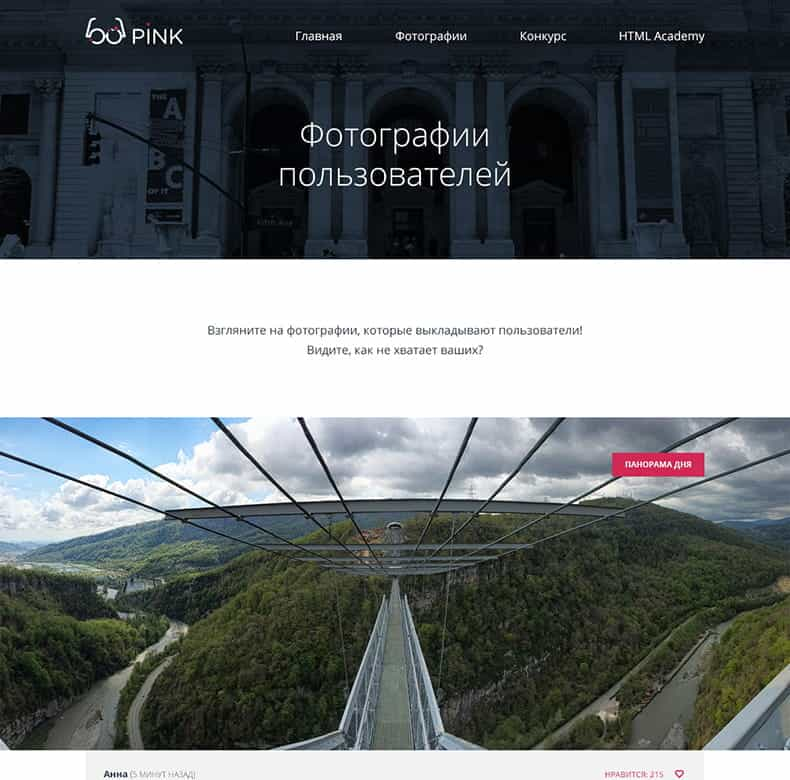 PINK
Главная
Фотографии
Конкурс
HTML Academy
THE
A
B
C
OF IT
Фотографии
пользователей
Взгляните на фотографии, которые выкладывают пользователи!
Видите, как не хватает ваших?
ПАНОРАМА ДНЯ
Анна (5 МИНУТ НАЗАД)
НРАВИТСЯ: 215